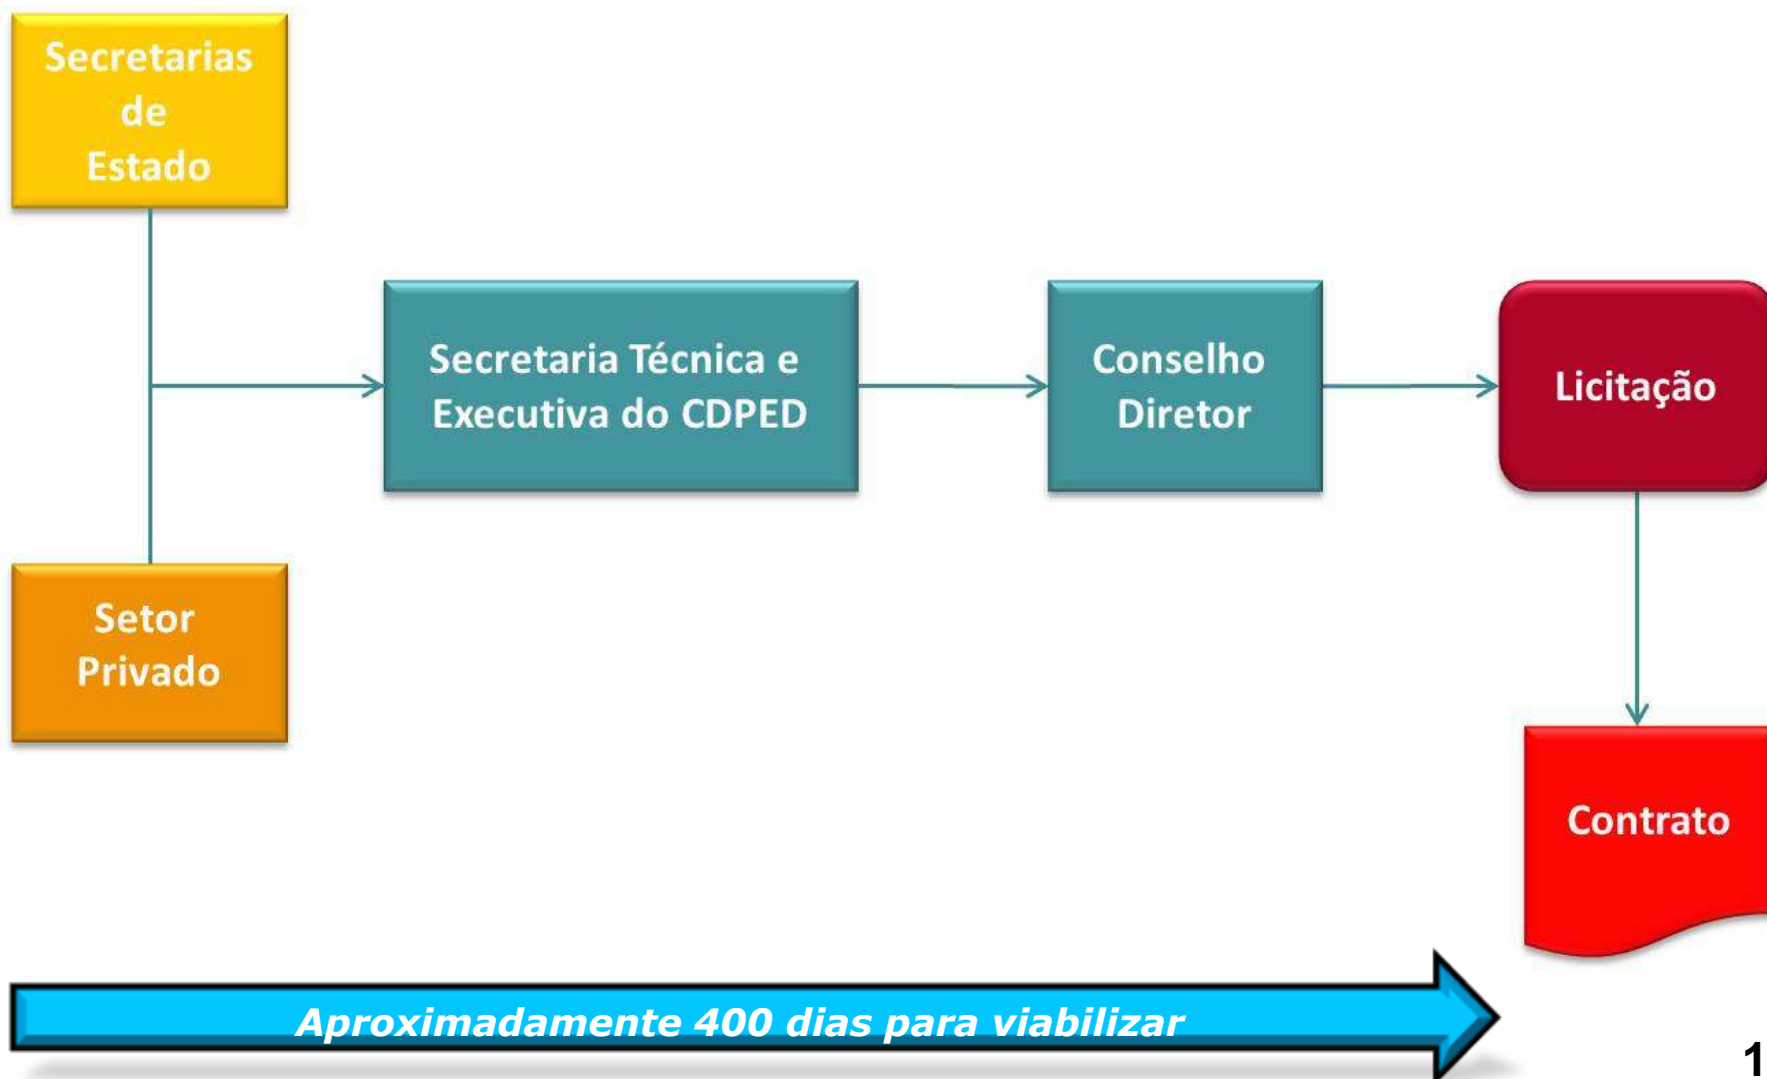 Secretarias
de
Estado
Secretaria Técnica e
Executiva do CDPED
Conselho
Diretor
Licitação
Setor
Privado
Contrato
Aproximadamente 400 dias para viabilizar
1